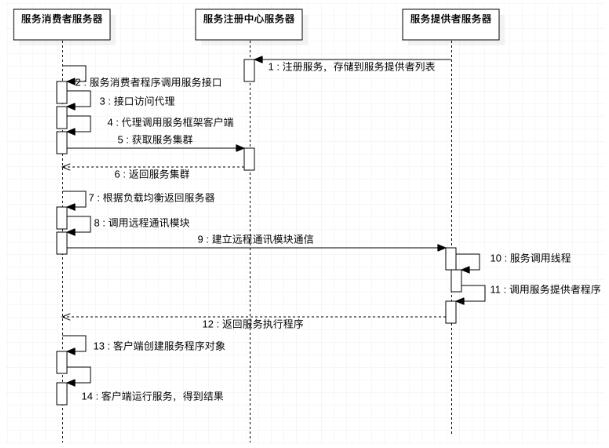 服务消费者服务器
服务注册中心服务器
服务提供者服务器
1 : 注册服务，存储到服务提供者列表
2 : 服务消费者程序调用服务接口
3 : 接口访问代理
4 : 代理调用服务框架客户端
5 : 获取服务集群
6 : 返回服务集群
7 : 根据负载均衡返回服务器
8 : 调用远程通讯模块
9 : 建立远程通讯模块通信
10 : 服务调用线程
11 : 调用服务提供者程序
12 : 返回服务执行程序
13 : 客户端创建服务程序对象
14 : 客户端运行服务，得到结果